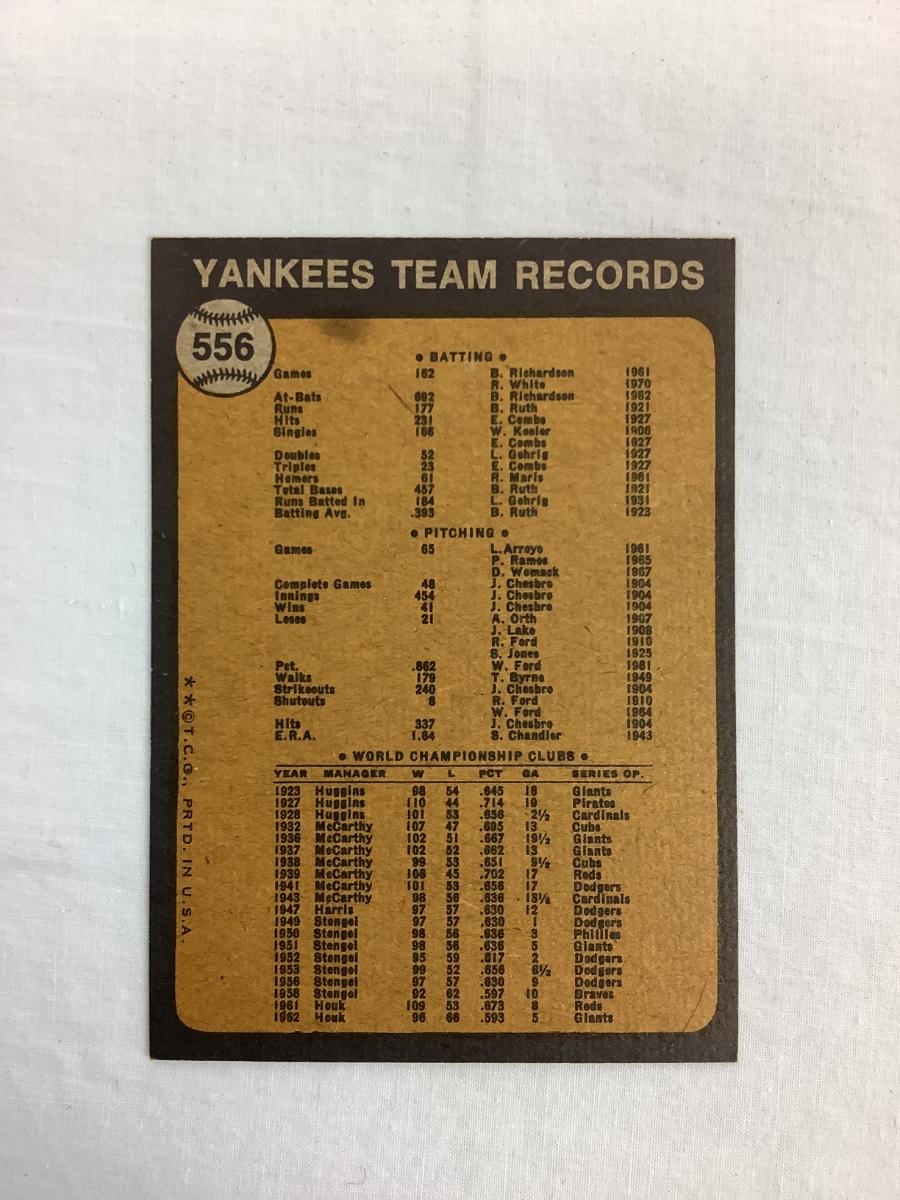 YANKEES TEAM RECORDS
556
• BATTING •
Games 162 B. Richardson 1961
R. White 1970
At-Bats 692 B. Richardson 1962
Runs 177 B. Ruth 1921
Hits 231 E. Combs 1927
Singles 166 W. Keeler 1906
E. Combs 1927
Doubles 52 L. Gehrig 1927
Triples 23 E. Combs 1927
Homers 61 R. Maris 1961
Total Bases 457 B. Ruth 1921
Runs Batted In 184 L. Gehrig 1931
Batting Avg. .393 B. Ruth 1923
• PITCHING •
Games 65 L. Arroyo 1961
P. Ramos 1965
D. Womack 1967
Complete Games 48 J. Chesbro 1904
Innings 454 J. Chesbro 1904
Wins 41 J. Chesbro 1904
Loses 21 A. Orth 1907
J. Lake 1908
R. Ford 1910
S. Jones 1925
Pct. .862 W. Ford 1961
Walks 179 T. Byrne 1949
Strikeouts 240 J. Chesbro 1904
Shutouts 8 R. Ford 1910
W. Ford 1964
Hits 337 J. Chesbro 1904
E.R.A. 1.64 S. Chandler 1943
• WORLD CHAMPIONSHIP CLUBS •
YEAR MANAGER W L PCT GA SERIES OP.
1923 Huggins 98 54 .645 16 Giants
1927 Huggins 110 44 .714 19 Pirates
1928 Huggins 101 53 .656 2½ Cardinals
1932 McCarthy 107 47 .695 13 Cubs
1936 McCarthy 102 51 .667 19½ Giants
1937 McCarthy 102 52 .662 13 Giants
1938 McCarthy 99 53 .651 9½ Cubs
1939 McCarthy 106 45 .702 17 Reds
1941 McCarthy 101 53 .656 17 Dodgers
1943 McCarthy 98 56 .636 13½ Cardinals
1947 Harris 97 57 .630 12 Dodgers
1949 Stengel 97 57 .630 1 Dodgers
1950 Stengel 98 56 .636 3 Phillies
1951 Stengel 98 56 .636 5 Giants
1952 Stengel 95 59 .617 2 Dodgers
1953 Stengel 99 52 .656 8½ Dodgers
1956 Stengel 97 57 .630 9 Dodgers
1958 Stengel 92 62 .597 10 Braves
1961 Houk 109 53 .673 8 Reds
1962 Houk 96 66 .593 5 Giants
**©T.C.G., PRTD. IN U.S.A.